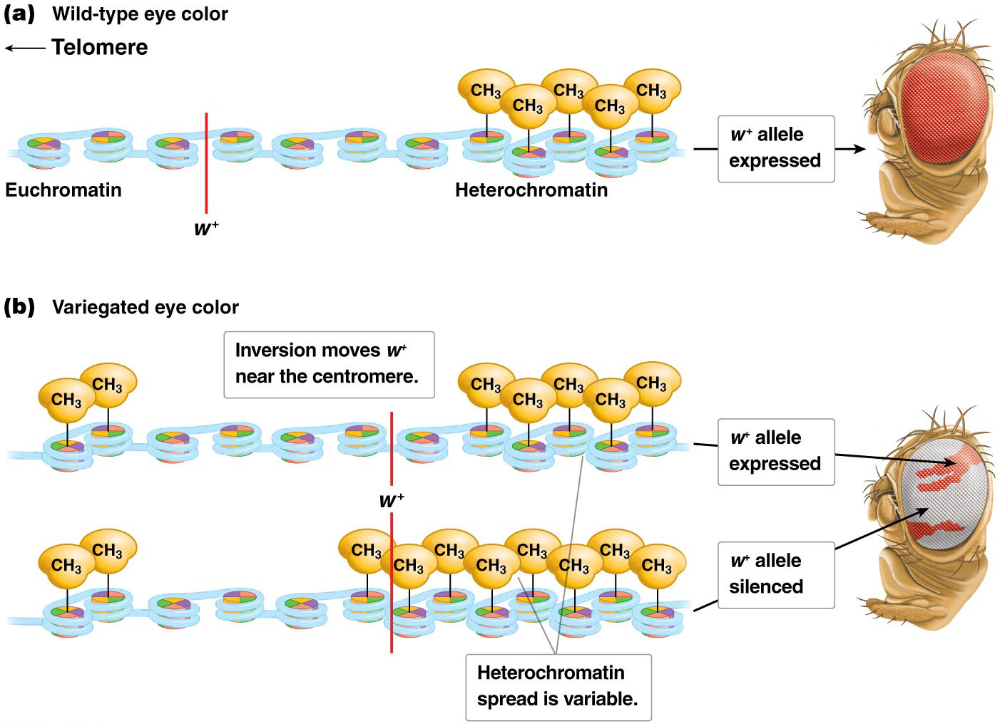 (a) Wild-type eye color
← Telomere
CH₃ CH₃ CH₃ CH₃ CH₃
w⁺ allele
expressed
Euchromatin
Heterochromatin
w⁺
(b) Variegated eye color
Inversion moves w⁺
near the centromere.
CH₃ CH₃
CH₃ CH₃ CH₃ CH₃ CH₃
w⁺ allele
expressed
w⁺
CH₃ CH₃
CH₃ CH₃ CH₃ CH₃ CH₃ CH₃ CH₃ CH₃
w⁺ allele
silenced
Heterochromatin
spread is variable.